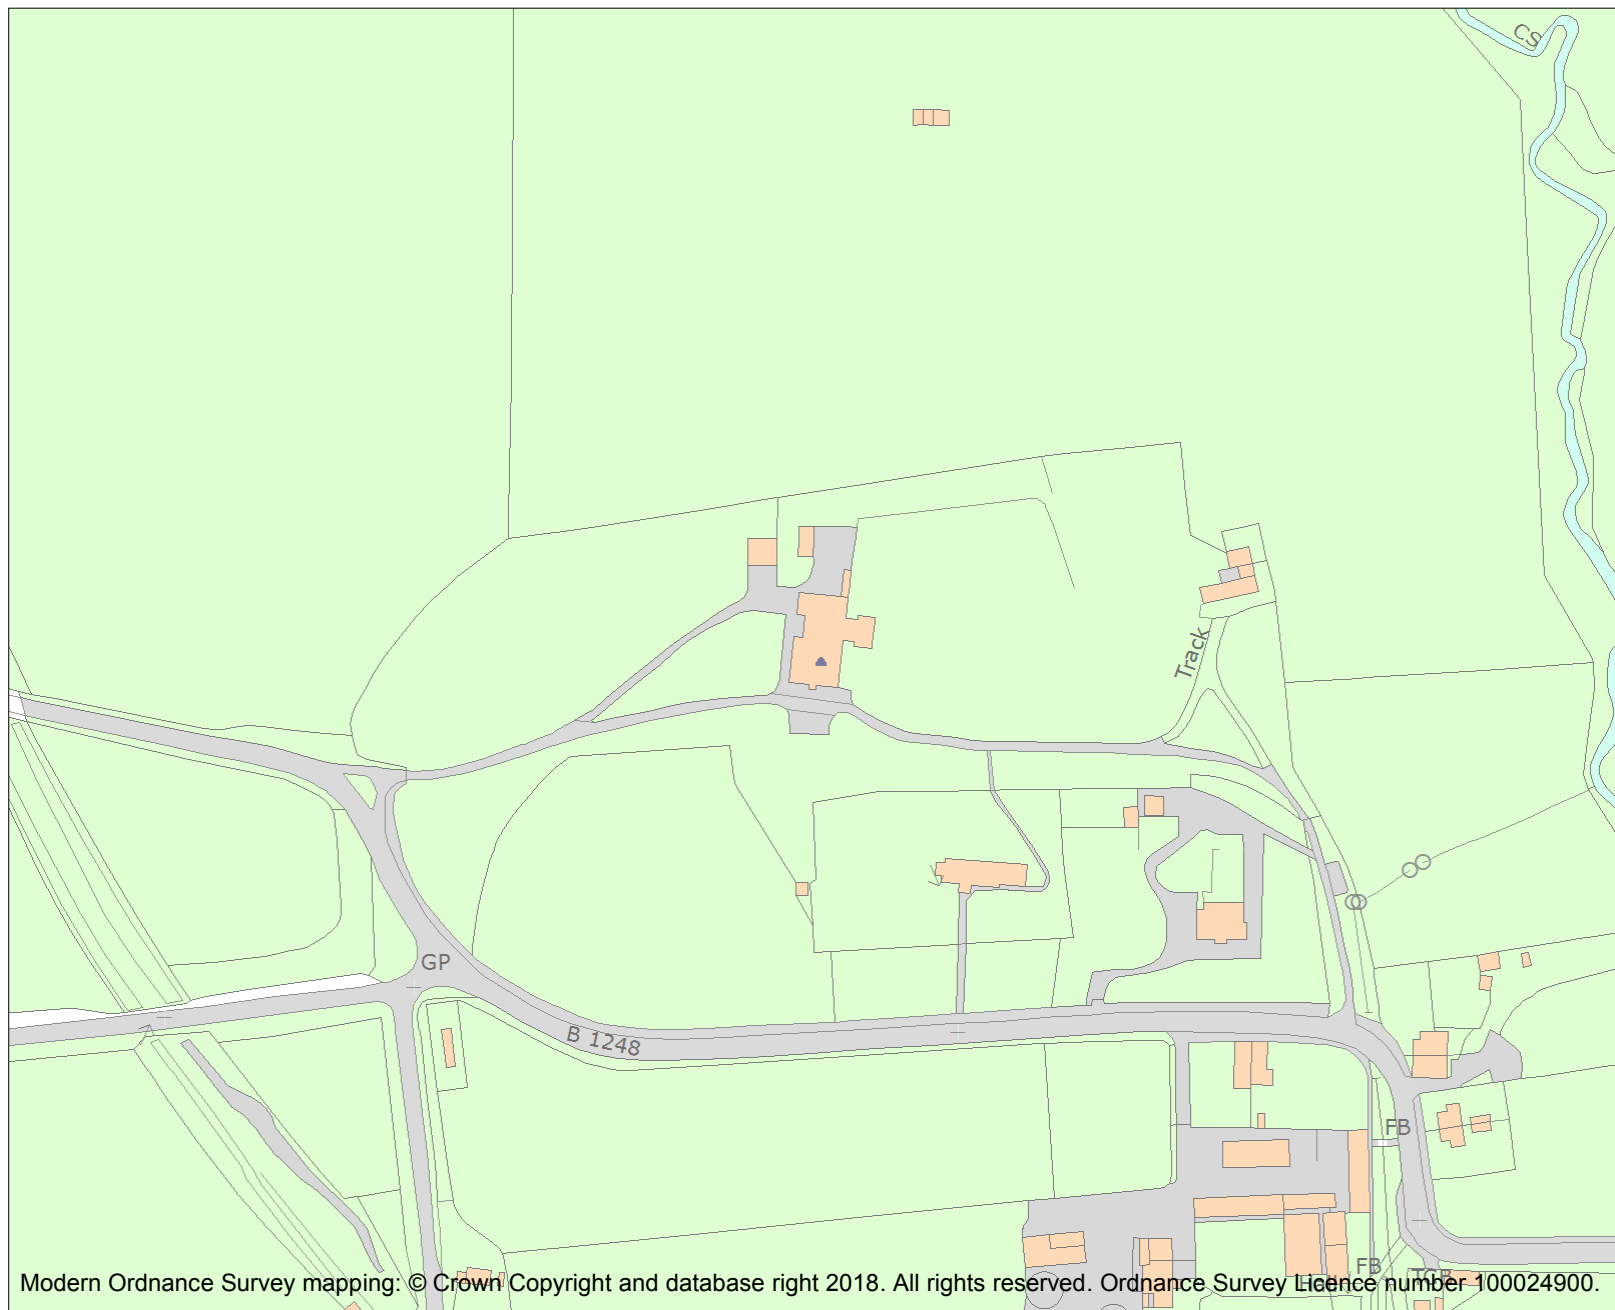 CS
Track
GP
B 1248
FB
FB
TCB
Modern Ordnance Survey mapping: © Crown Copyright and database right 2018. All rights reserved. Ordnance Survey Licence number 100024900.